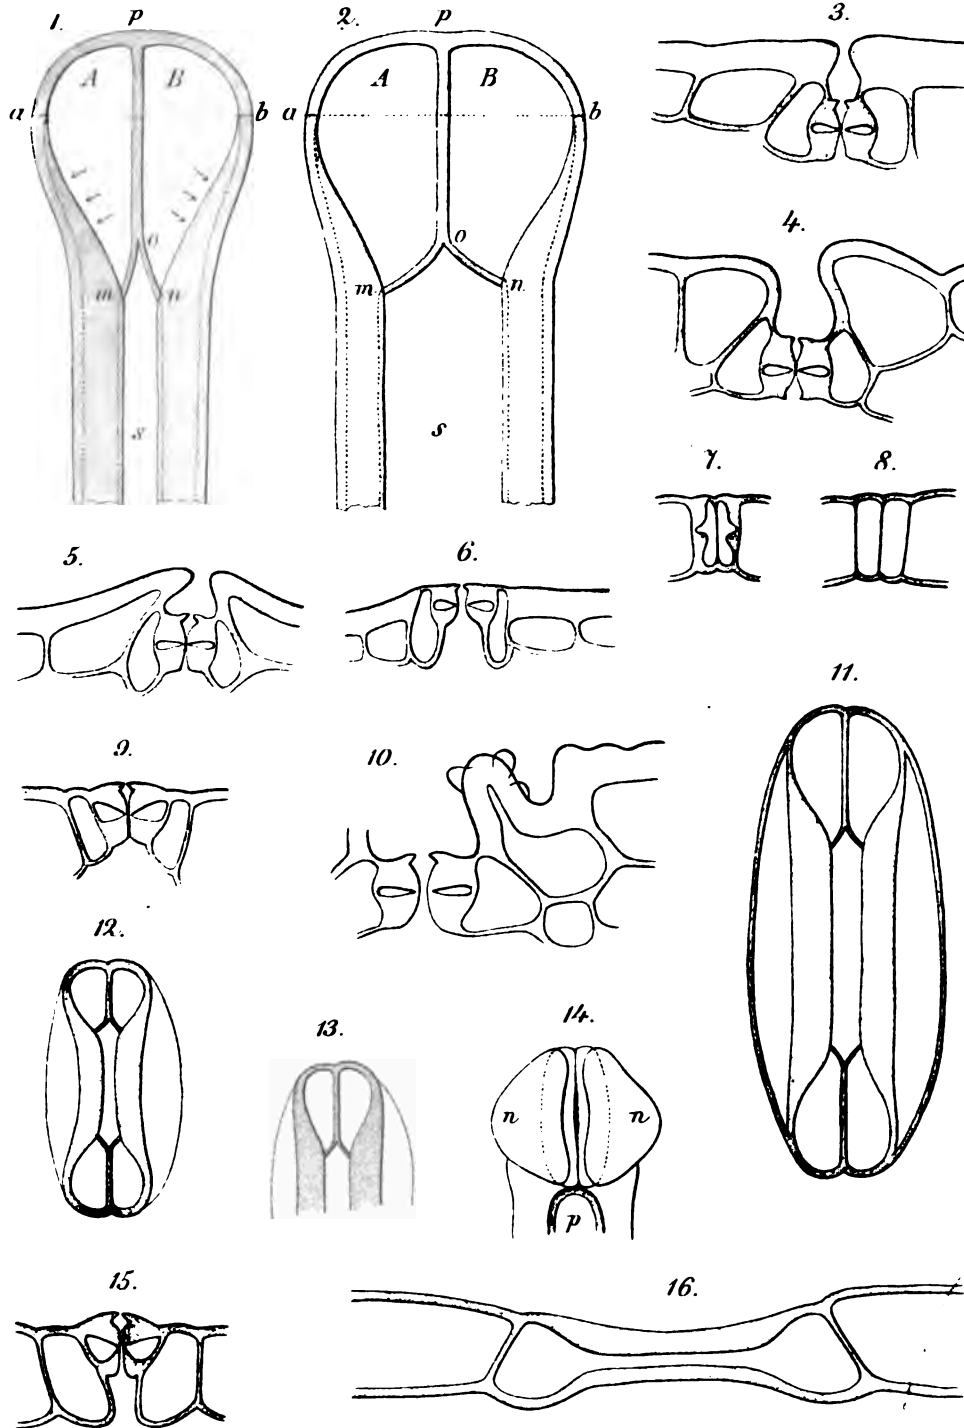 1. p 2. p 3.
A B A B
a b a b
4.
o o
m n m n
s s
7. 8.
5. 6.
11.
9. 10.
12.
13. 14.
n n
p
15. 16.